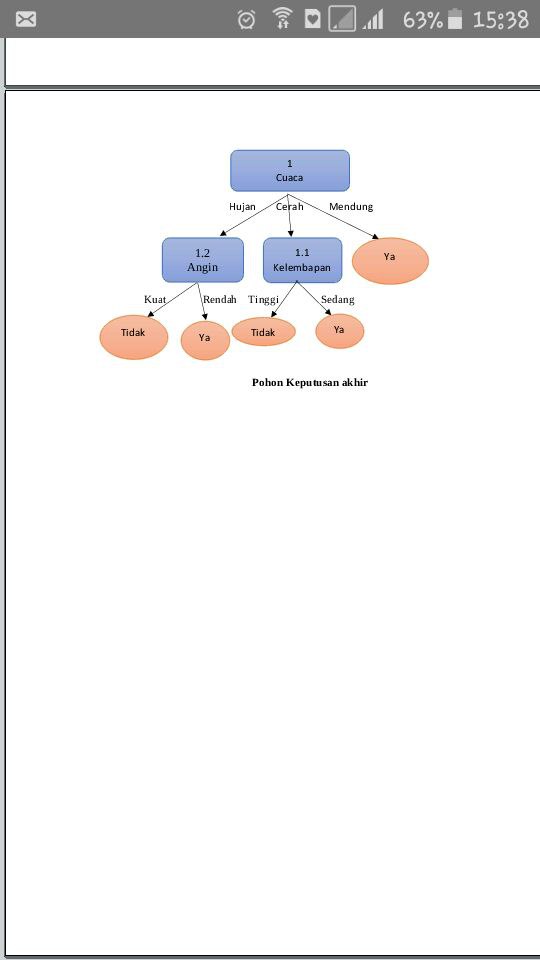 63% 15:38
1
Cuaca
Hujan Cerah Mendung
1.2
Angin
1.1
Kelembapan
Ya
Kuat Rendah Tinggi Sedang
Tidak Ya Tidak Ya
Pohon Keputusan akhir